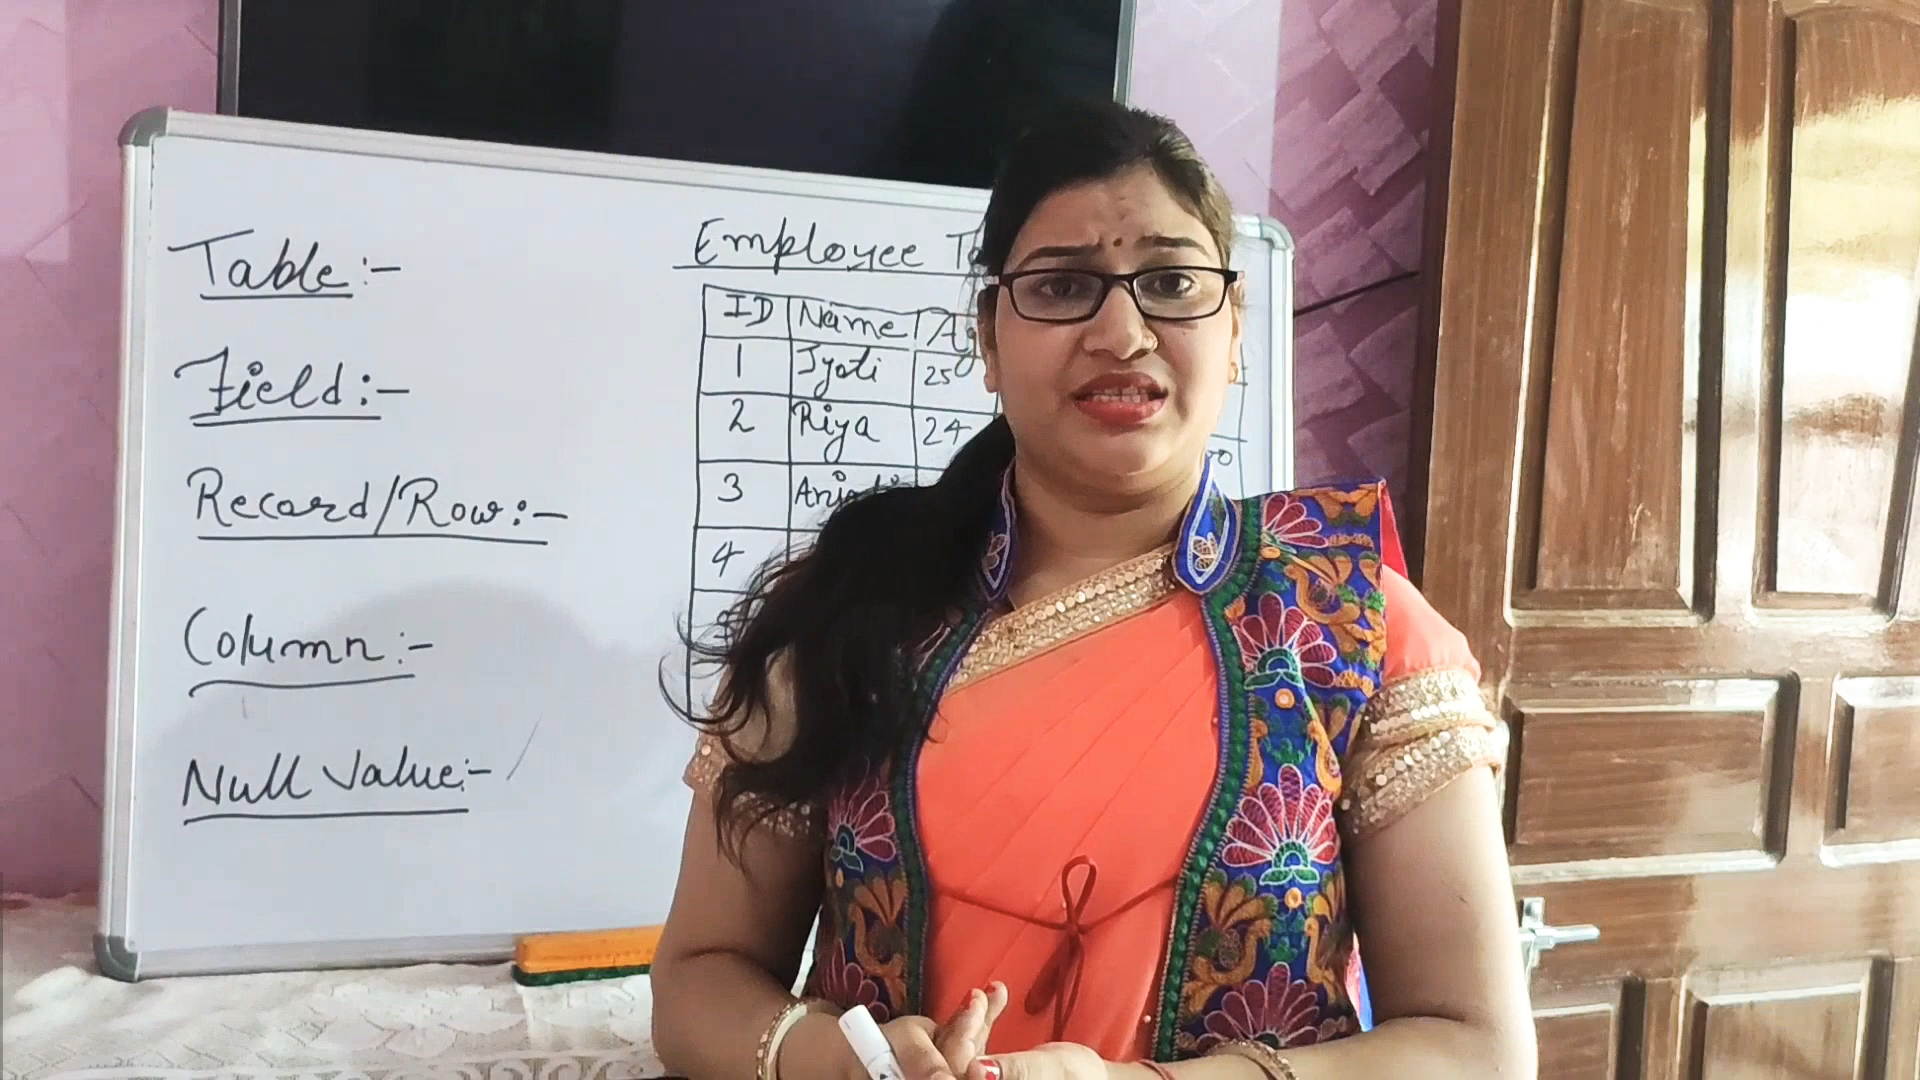 Table:-
Field:-
Record/Row:-
Column:-
Null Value:-
Employee
ID Name
1 Jyoti 25
2 Riya 24
3
4